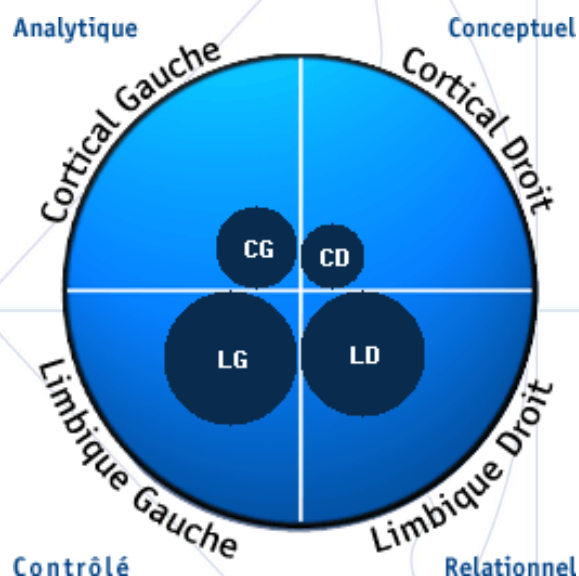 Analytique
Conceptuel
Cortical Gauche
Cortical Droit
CG
CD
LG
LD
Limbique Gauche
Limbique Droit
Contrôlé
Relationnel